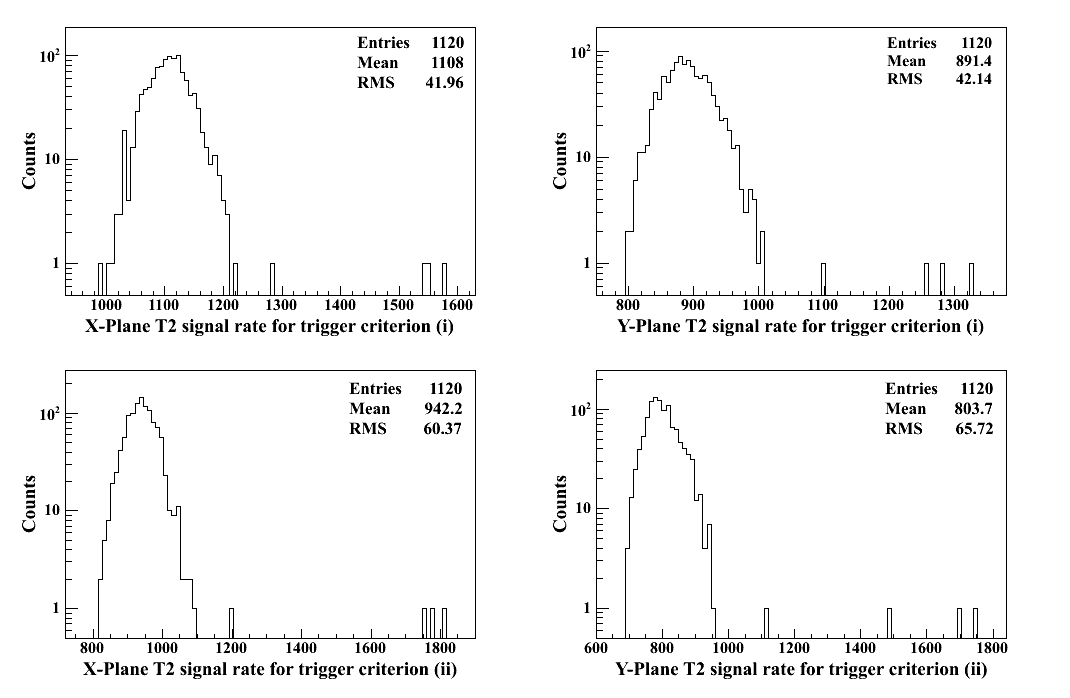 Entries 1120
Mean 1108
RMS 41.96
10²
10
1
Counts
1000 1100 1200 1300 1400 1500 1600
X-Plane T2 signal rate for trigger criterion (i)
Entries 1120
Mean 891.4
RMS 42.14
10²
10
1
Counts
800 900 1000 1100 1200 1300
Y-Plane T2 signal rate for trigger criterion (i)
Entries 1120
Mean 942.2
RMS 60.37
10²
10
1
Counts
800 1000 1200 1400 1600 1800
X-Plane T2 signal rate for trigger criterion (ii)
Entries 1120
Mean 803.7
RMS 65.72
10²
10
1
Counts
600 800 1000 1200 1400 1600 1800
Y-Plane T2 signal rate for trigger criterion (ii)